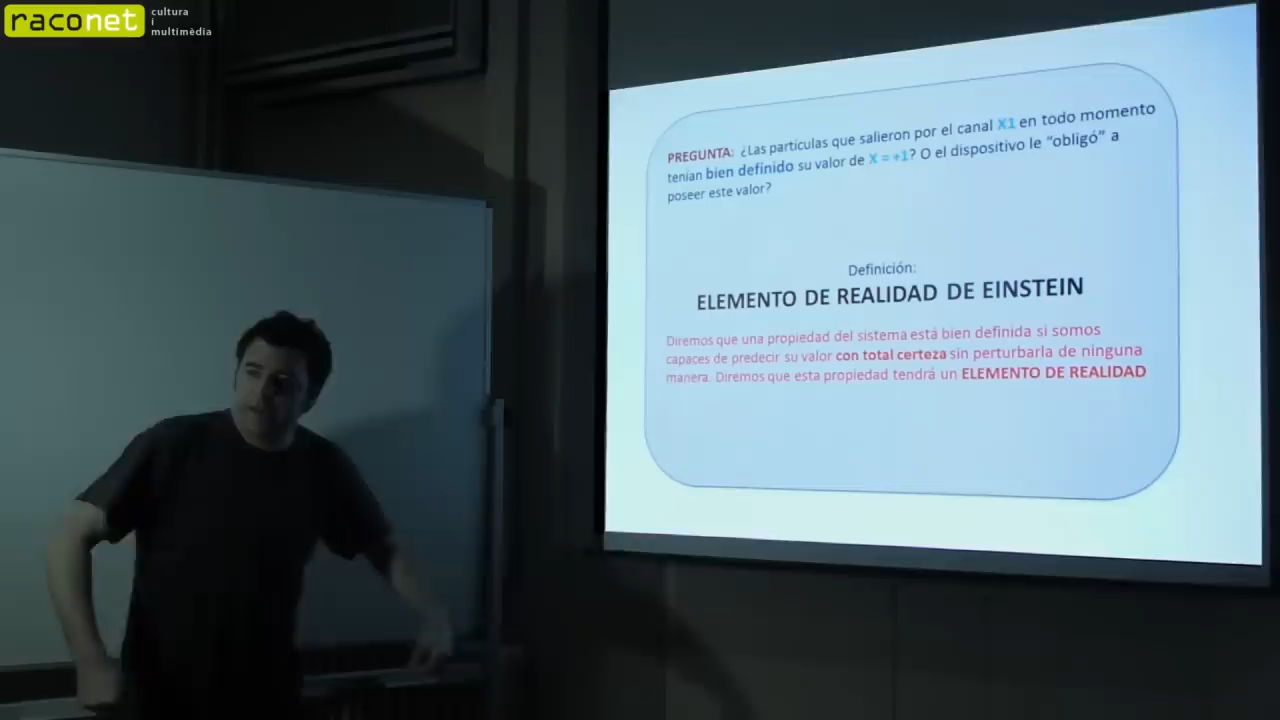 raconet
cultura
i
multimèdia
PREGUNTA: ¿Las partículas que salieron por el canal X1 en todo momento
tenían bien definido su valor de X = +1? O el dispositivo le “obligó” a
poseer este valor?
Definición:
ELEMENTO DE REALIDAD DE EINSTEIN
Diremos que una propiedad del sistema está bien definida si somos
capaces de predecir su valor con total certeza sin perturbarla de ninguna
manera. Diremos que esta propiedad tendrá un ELEMENTO DE REALIDAD